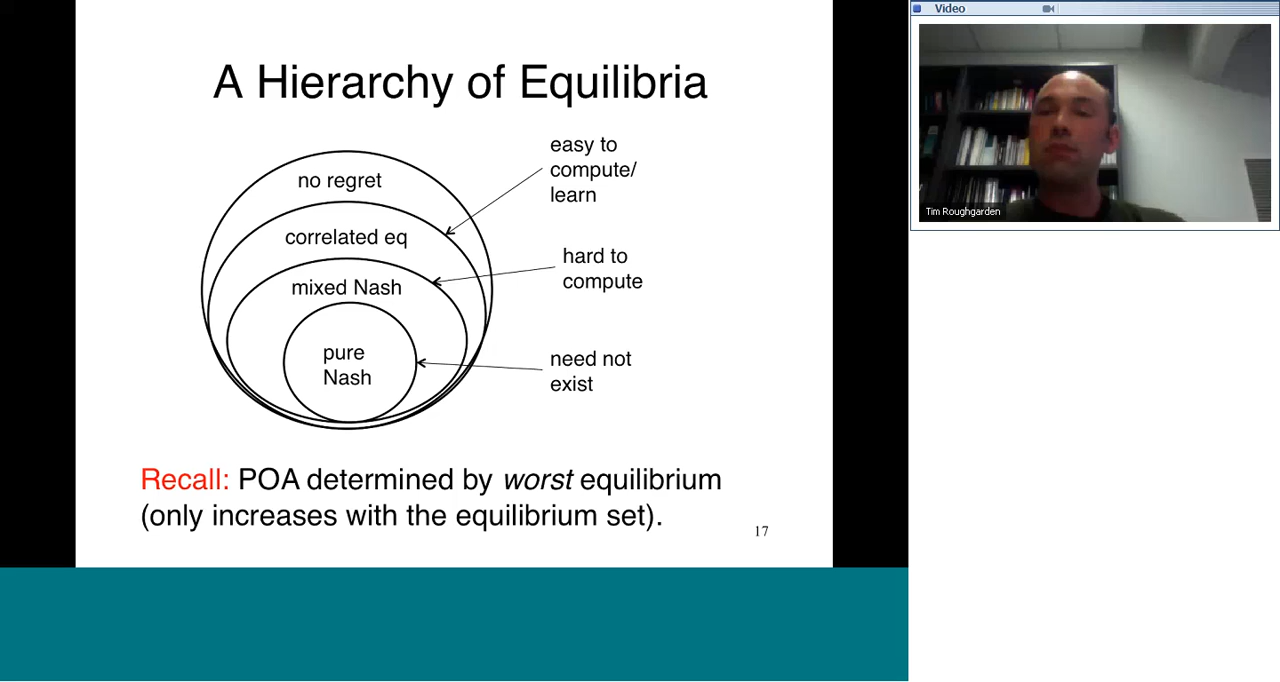 A Hierarchy of Equilibria
no regret
correlated eq
mixed Nash
pure
Nash
easy to
compute/
learn
hard to
compute
need not
exist
Recall: POA determined by worst equilibrium
(only increases with the equilibrium set).
17
Video
Tim Roughgarden